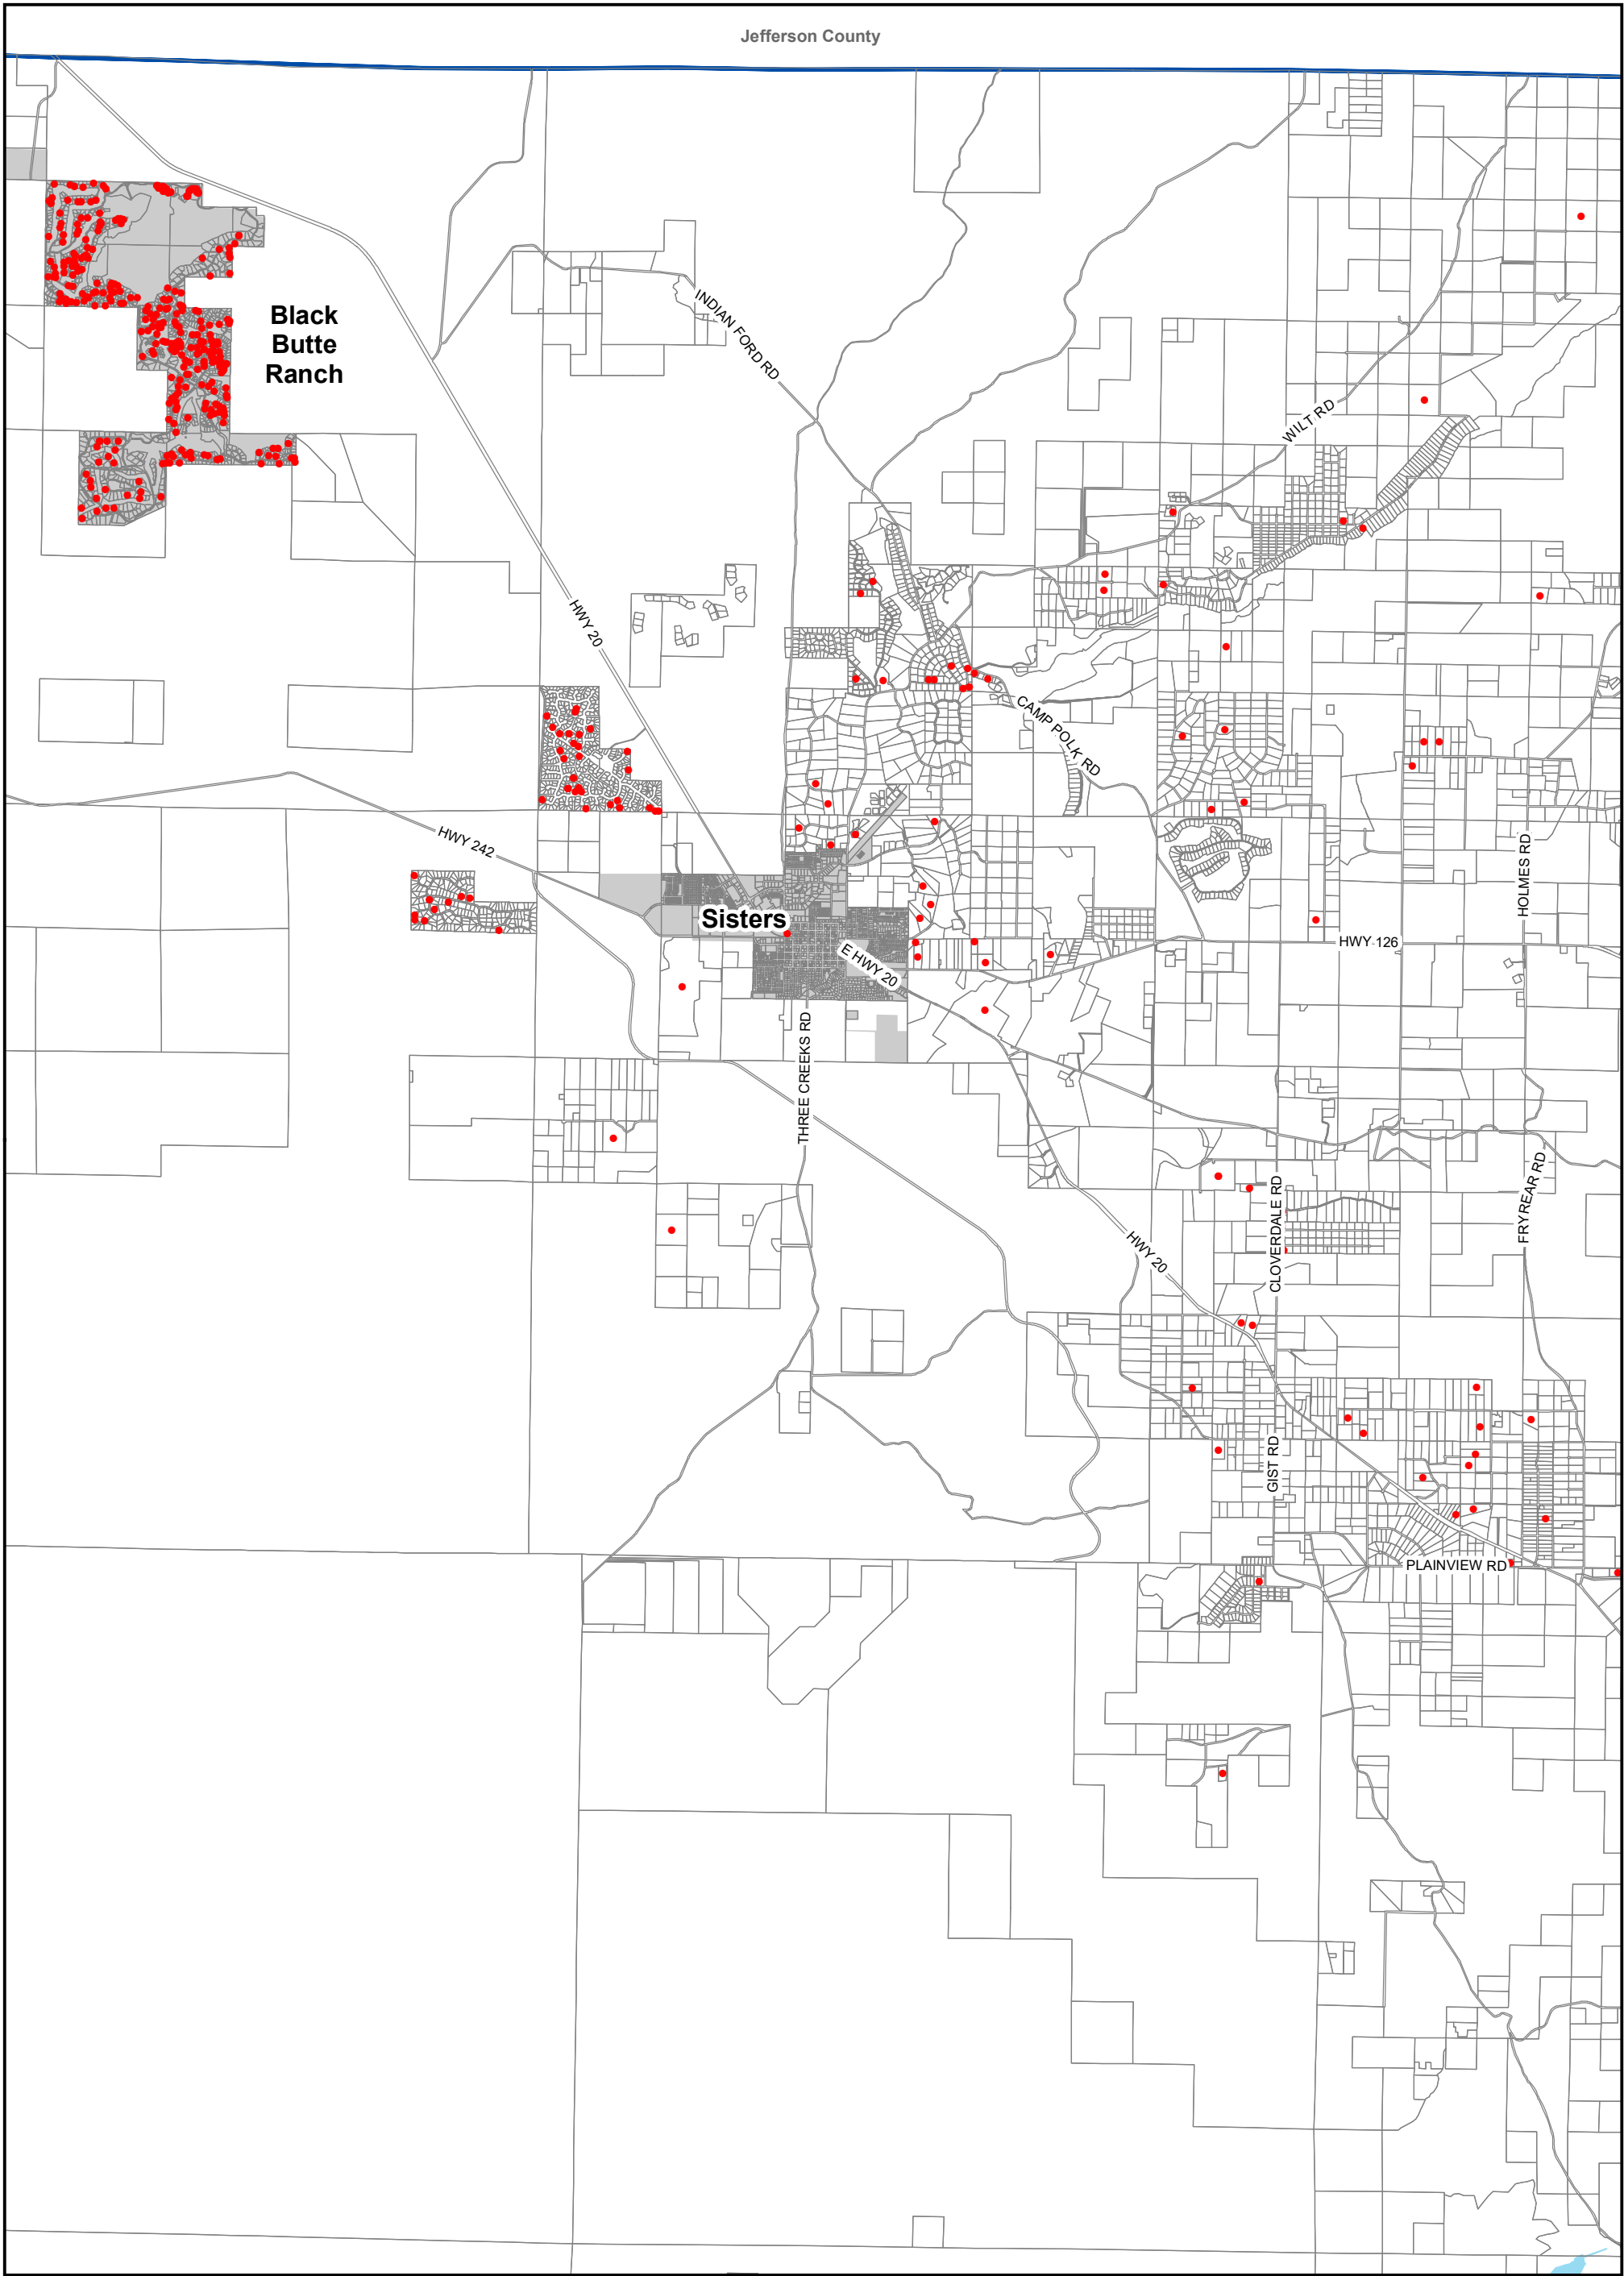 Jefferson County
Black
Butte
Ranch
INDIAN FORD RD
WILT RD
HWY 20
CAMP POLK RD
HWY 242
HOLMES RD
Sisters
HWY 126
E HWY 20
THREE CREEKS RD
FRYREAR RD
CLOVERDALE RD
HWY 20
GIST RD
PLAINVIEW RD